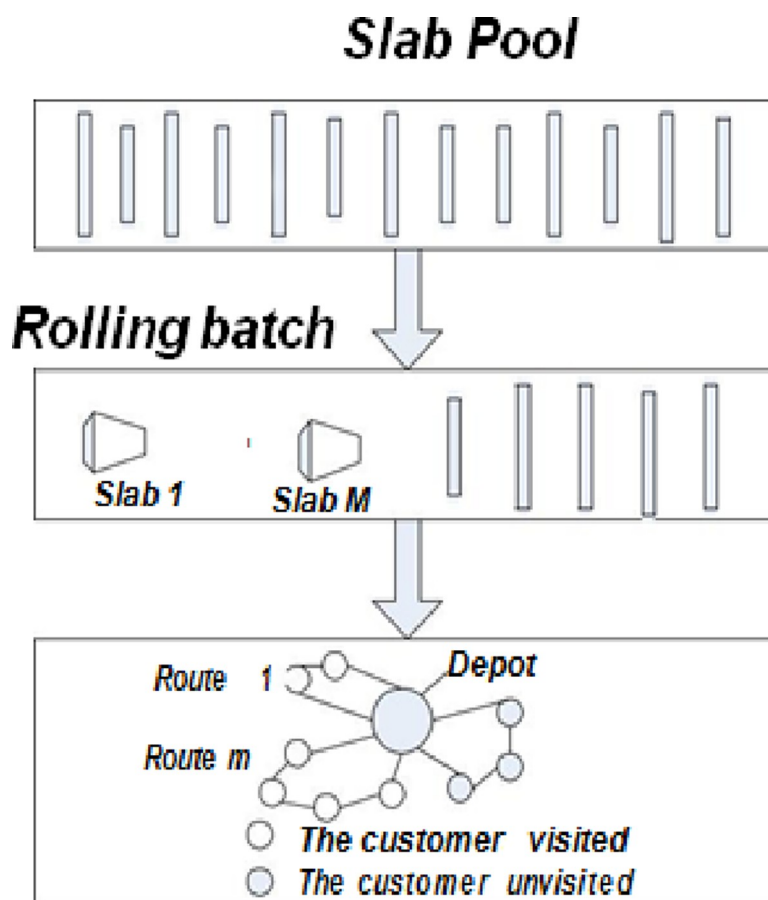 Slab Pool
Rolling batch
Slab 1
Slab M
Route 1
Depot
Route m
The customer visited
The customer unvisited